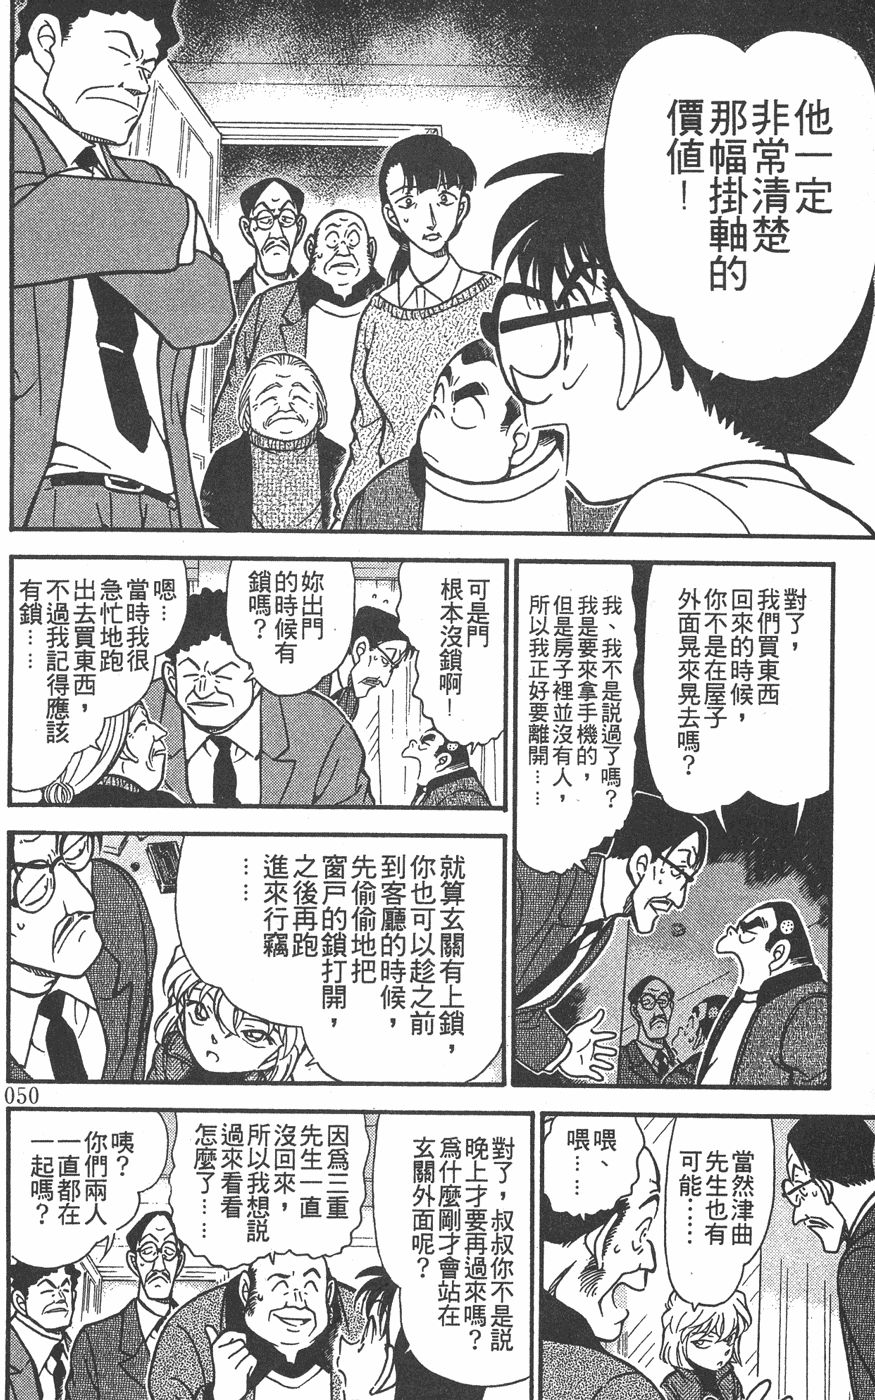 他一定
非常清楚
那幅掛軸的
價值！
對了，
我們買東西
回來的時候，
你不是在屋子
外面晃來晃去嗎？
我、我不是說過了嗎？
我是要來拿手機的，
但是房子裡並沒有人，
所以我正好要離開……
可是門
根本沒鎖啊！
妳出門
的時候有
鎖嗎？
嗯…
當時我很
急忙地跑
出去買東西，
不過我記得應該
有鎖……
就算玄關有上鎖，
你也可以趁之前
到客廳的時候，
先偷偷地把
窗戶的鎖打開，
之後再跑
進來行竊
……
當然津曲
先生也有
可能……
喂、
喂……
對了，叔叔你不是說
晚上才要再過來嗎？
為什麼剛才會站在
玄關外面呢？
因為三重
先生一直
沒回來，
所以我想說
過來看看
怎麼了……
咦？
你們兩人
一直都在
一起嗎？
050